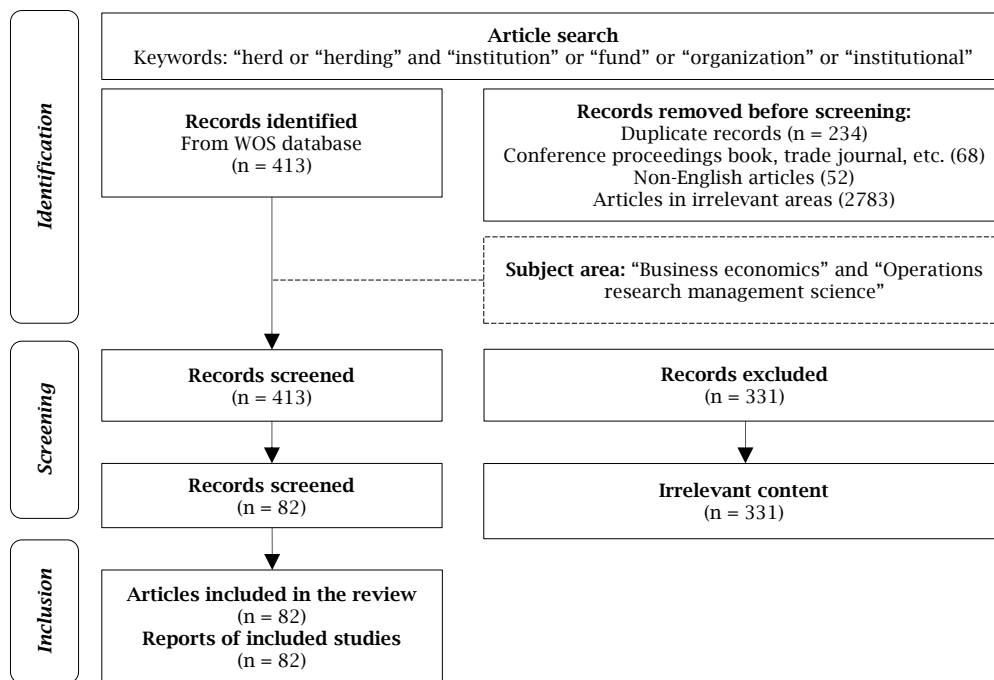 Article search
Keywords: “herd or “herding” and “institution” or “fund” or “organization” or “institutional”
Identification
Records identified
From WOS database
(n = 413)
Records removed before screening:
Duplicate records (n = 234)
Conference proceedings book, trade journal, etc. (68)
Non-English articles (52)
Articles in irrelevant areas (2783)
Subject area: “Business economics” and “Operations
research management science”
Screening
Records screened
(n = 413)
Records excluded
(n = 331)
Records screened
(n = 82)
Irrelevant content
(n = 331)
Inclusion
Articles included in the review
(n = 82)
Reports of included studies
(n = 82)